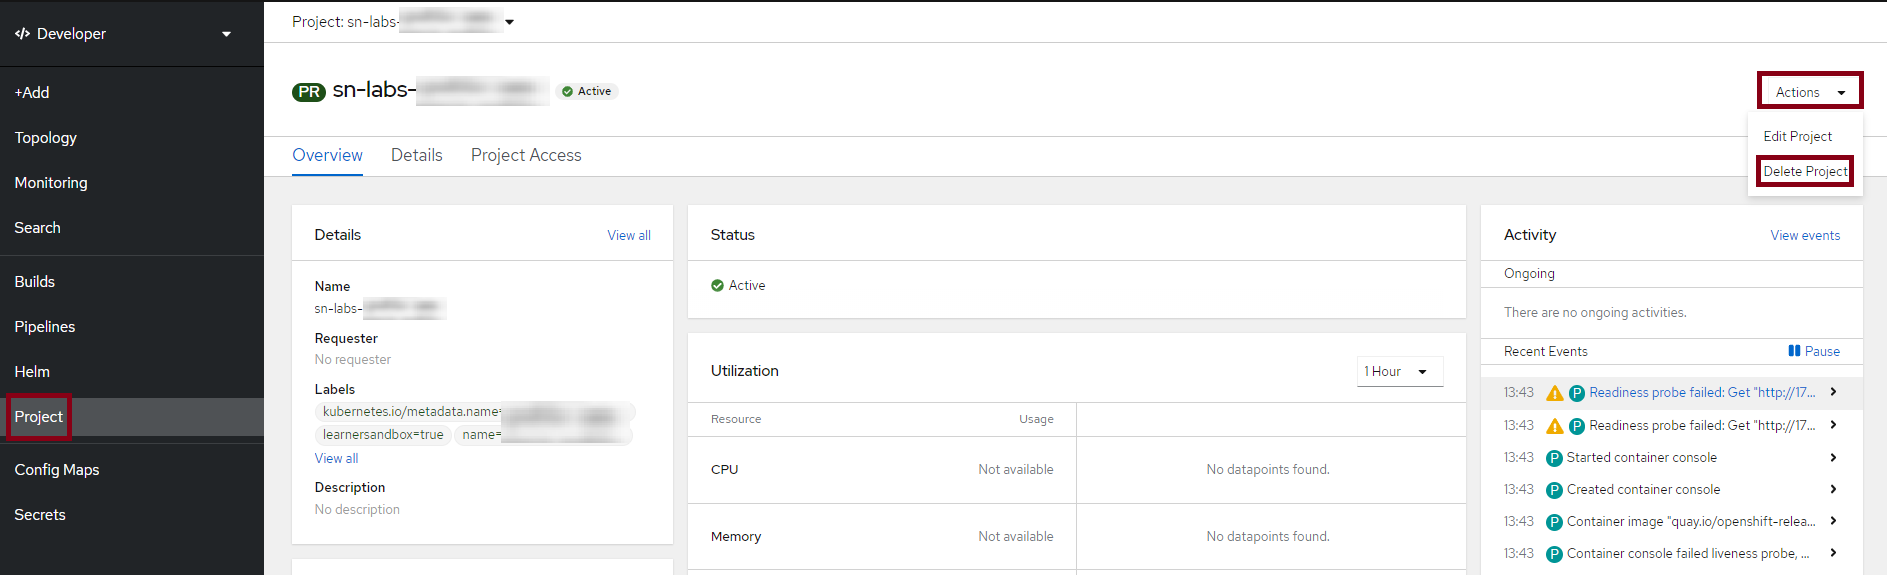 Developer
+Add
Topology
Monitoring
Search
Builds
Pipelines
Helm
Project
Config Maps
Secrets
Project: sn-labs-
PR sn-labs-
Active
Actions
Edit Project
Delete Project
Overview Details Project Access
Details View all
Name
sn-labs-
Requester
No requester
Labels
kubernetes.io/metadata.name=
learnersandbox=true name=
View all
Description
No description
Status
Active
Utilization 1 Hour
Resource Usage
CPU Not available No datapoints found.
Memory Not available No datapoints found.
Activity View events
Ongoing
There are no ongoing activities.
Recent Events Pause
13:43 P Readiness probe failed: Get "http://17...
13:43 P Readiness probe failed: Get "http://17...
13:43 P Started container console
13:43 P Created container console
13:43 P Container image "quay.io/openshift-relea...
13:43 P Container console failed liveness probe, ...